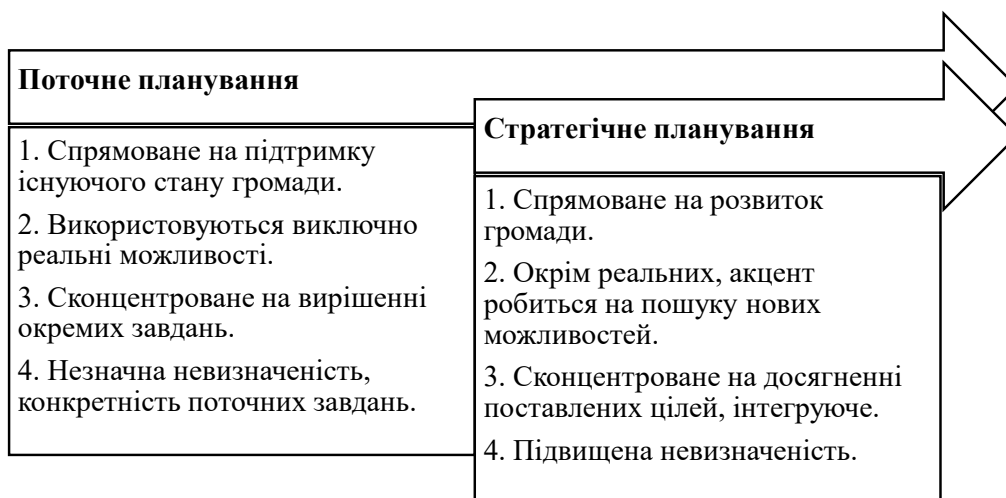 Поточне планування
1. Спрямоване на підтримку
існуючого стану громади.
2. Використовуються виключно
реальні можливості.
3. Сконцентроване на вирішенні
окремих завдань.
4. Незначна невизначеність,
конкретність поточних завдань.
Стратегічне планування
1. Спрямоване на розвиток
громади.
2. Окрім реальних, акцент
робиться на пошуку нових
можливостей.
3. Сконцентроване на досягненні
поставлених цілей, інтегруюче.
4. Підвищена невизначеність.